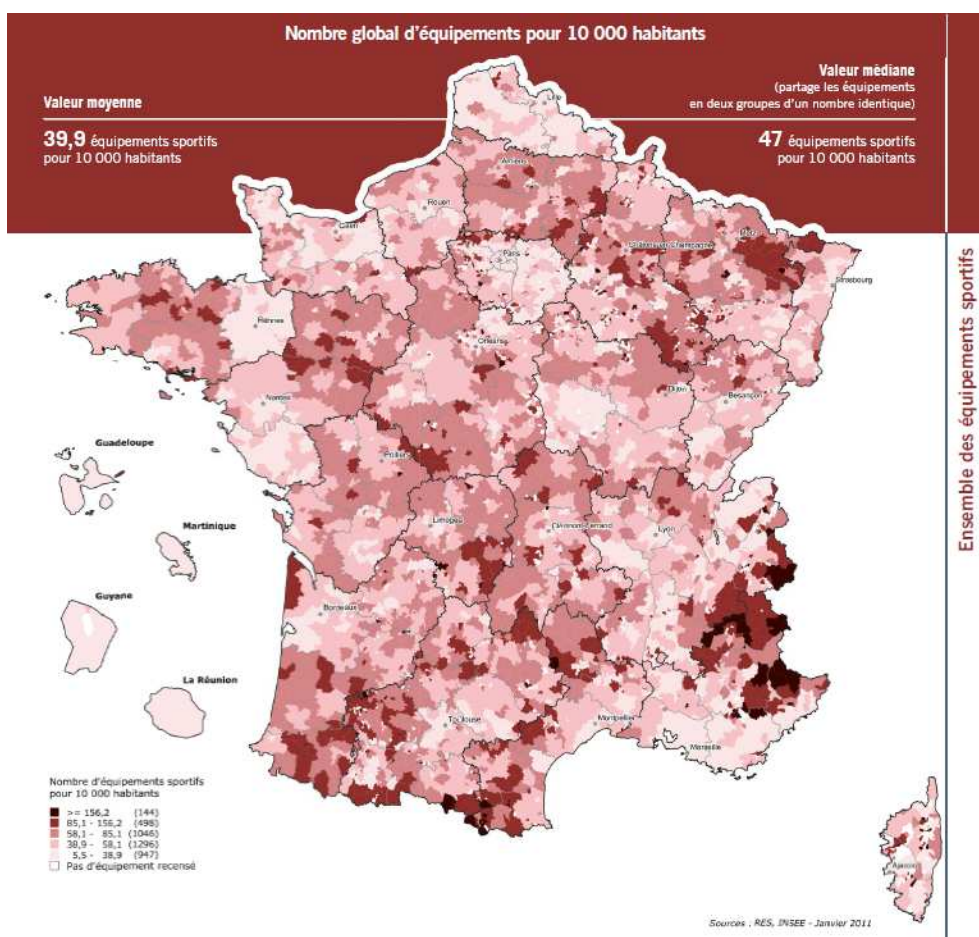 Nombre global d'équipements pour 10 000 habitants
Valeur moyenne
39,9 équipements sportifs
pour 10 000 habitants
Valeur médiane
(partage les équipements
en deux groupes d'un nombre identique)
47 équipements sportifs
pour 10 000 habitants
Ensemble des équipements sportifs
Lille
Amiens
Rouen
Caen
Metz
Châlons en Champagne
Paris
Strasbourg
Rennes
Orléans
Dijon
Besançon
Nantes
Poitiers
Limoges
Clermont-Ferrand
Lyon
Bordeaux
Toulouse
Montpellier
Marseille
Ajaccio
Guadeloupe
Martinique
Guyane
La Réunion
Nombre d'équipements sportifs
pour 10 000 habitants
>= 156,2 (144)
85,1 - 156,2 (498)
58,1 - 85,1 (1046)
38,9 - 58,1 (1296)
5,5 - 38,9 (947)
Pas d'équipement recensé
Sources : RES, INSEE - Janvier 2011